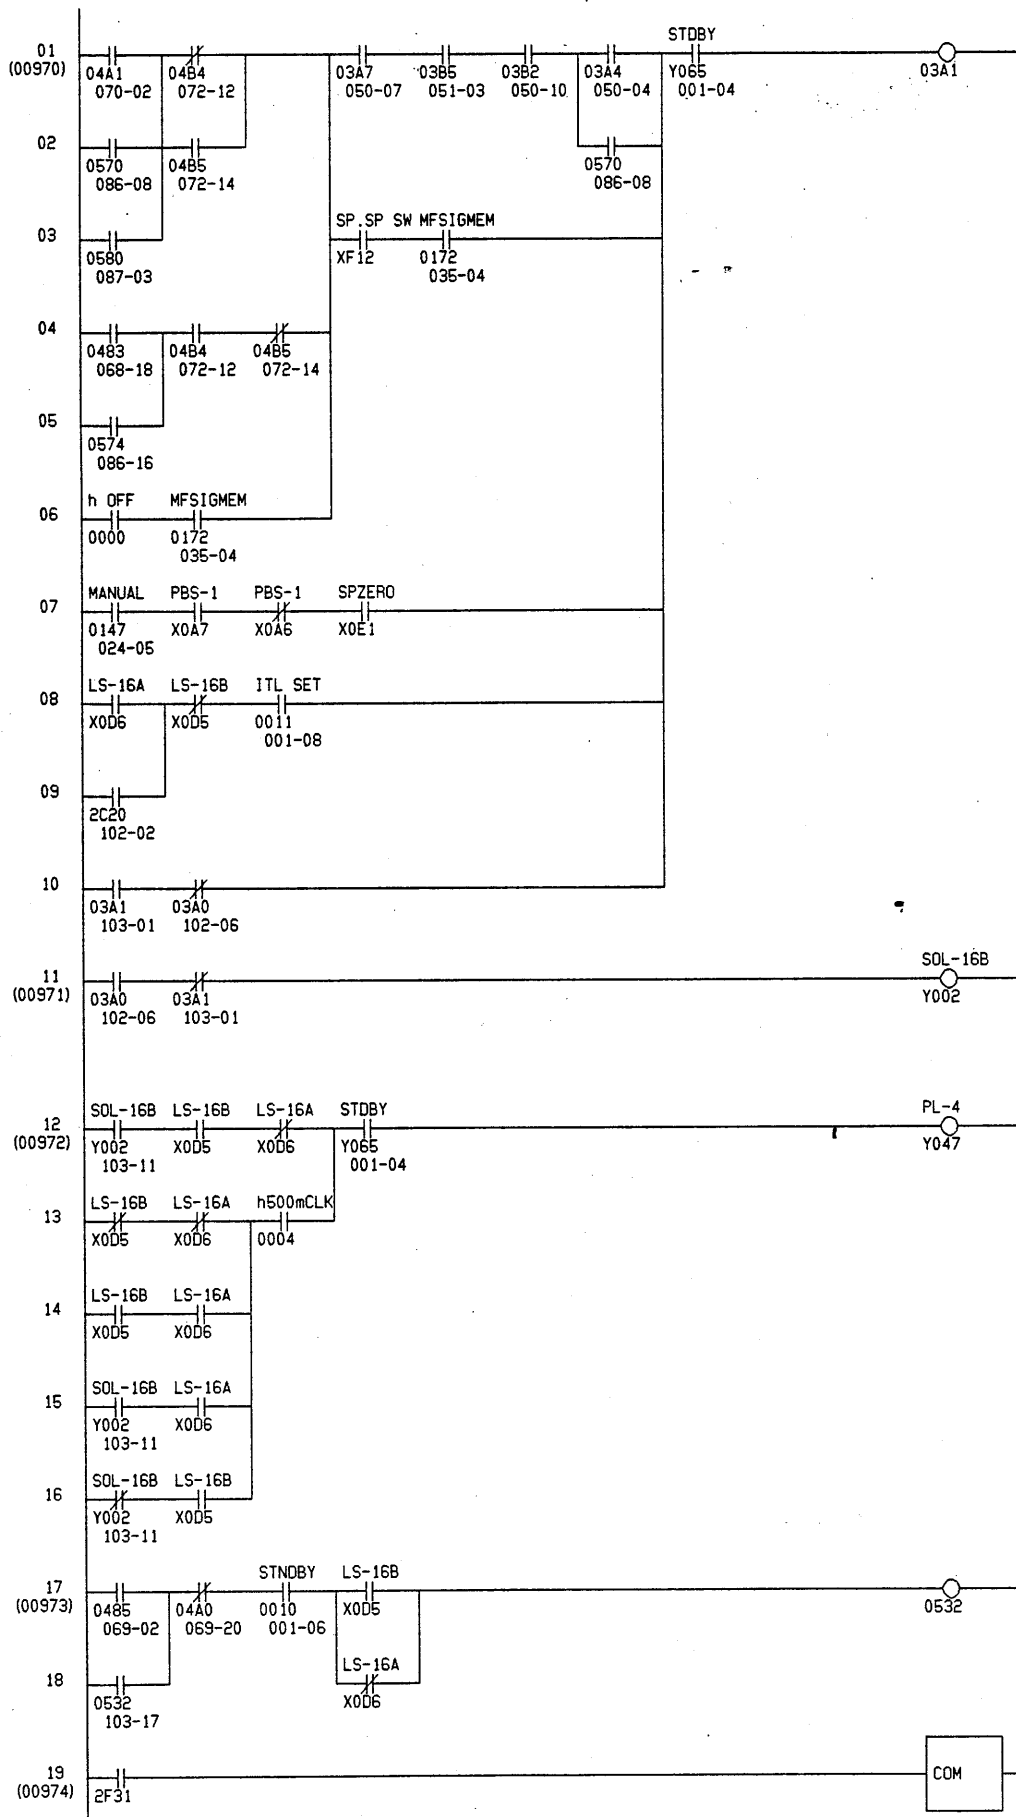 STDBY
01
(00970)
04A1 04B4 03A7 03B5 03B2 03A4 Y065 03A1
070-02 072-12 050-07 051-03 050-10 050-04 001-04
02
0570 04B5 0570
086-08 072-14 086-08
SP.SP SW MFSIGMEM
03
0580 XF12 0172
087-03 035-04
04
0483 04B4 04B5
068-18 072-12 072-14
05
0574
086-16
h OFF MFSIGMEM
06
0000 0172
035-04
MANUAL PBS-1 PBS-1 SPZERO
07
0147 X0A7 X0A6 X0E1
024-05
LS-16A LS-16B ITL SET
08
X0D6 X0D5 0011
001-08
09
2C20
102-02
10
03A1 03A0
103-01 102-06
SOL-16B
11
(00971)
03A0 03A1 Y002
102-06 103-01
SOL-16B LS-16B LS-16A STDBY PL-4
12
(00972)
Y002 X0D5 X0D6 Y065 Y047
103-11 001-04
LS-16B LS-16A h500mCLK
13
X0D5 X0D6 0004
LS-16B LS-16A
14
X0D5 X0D6
SOL-16B LS-16A
15
Y002 X0D6
103-11
SOL-16B LS-16B
16
Y002 X0D5
103-11
STNDBY LS-16B
17
(00973)
0485 04A0 0010 X0D5 0532
069-02 069-20 001-06
LS-16A
18
0532 X0D6
103-17
19
(00974)
2F31 COM